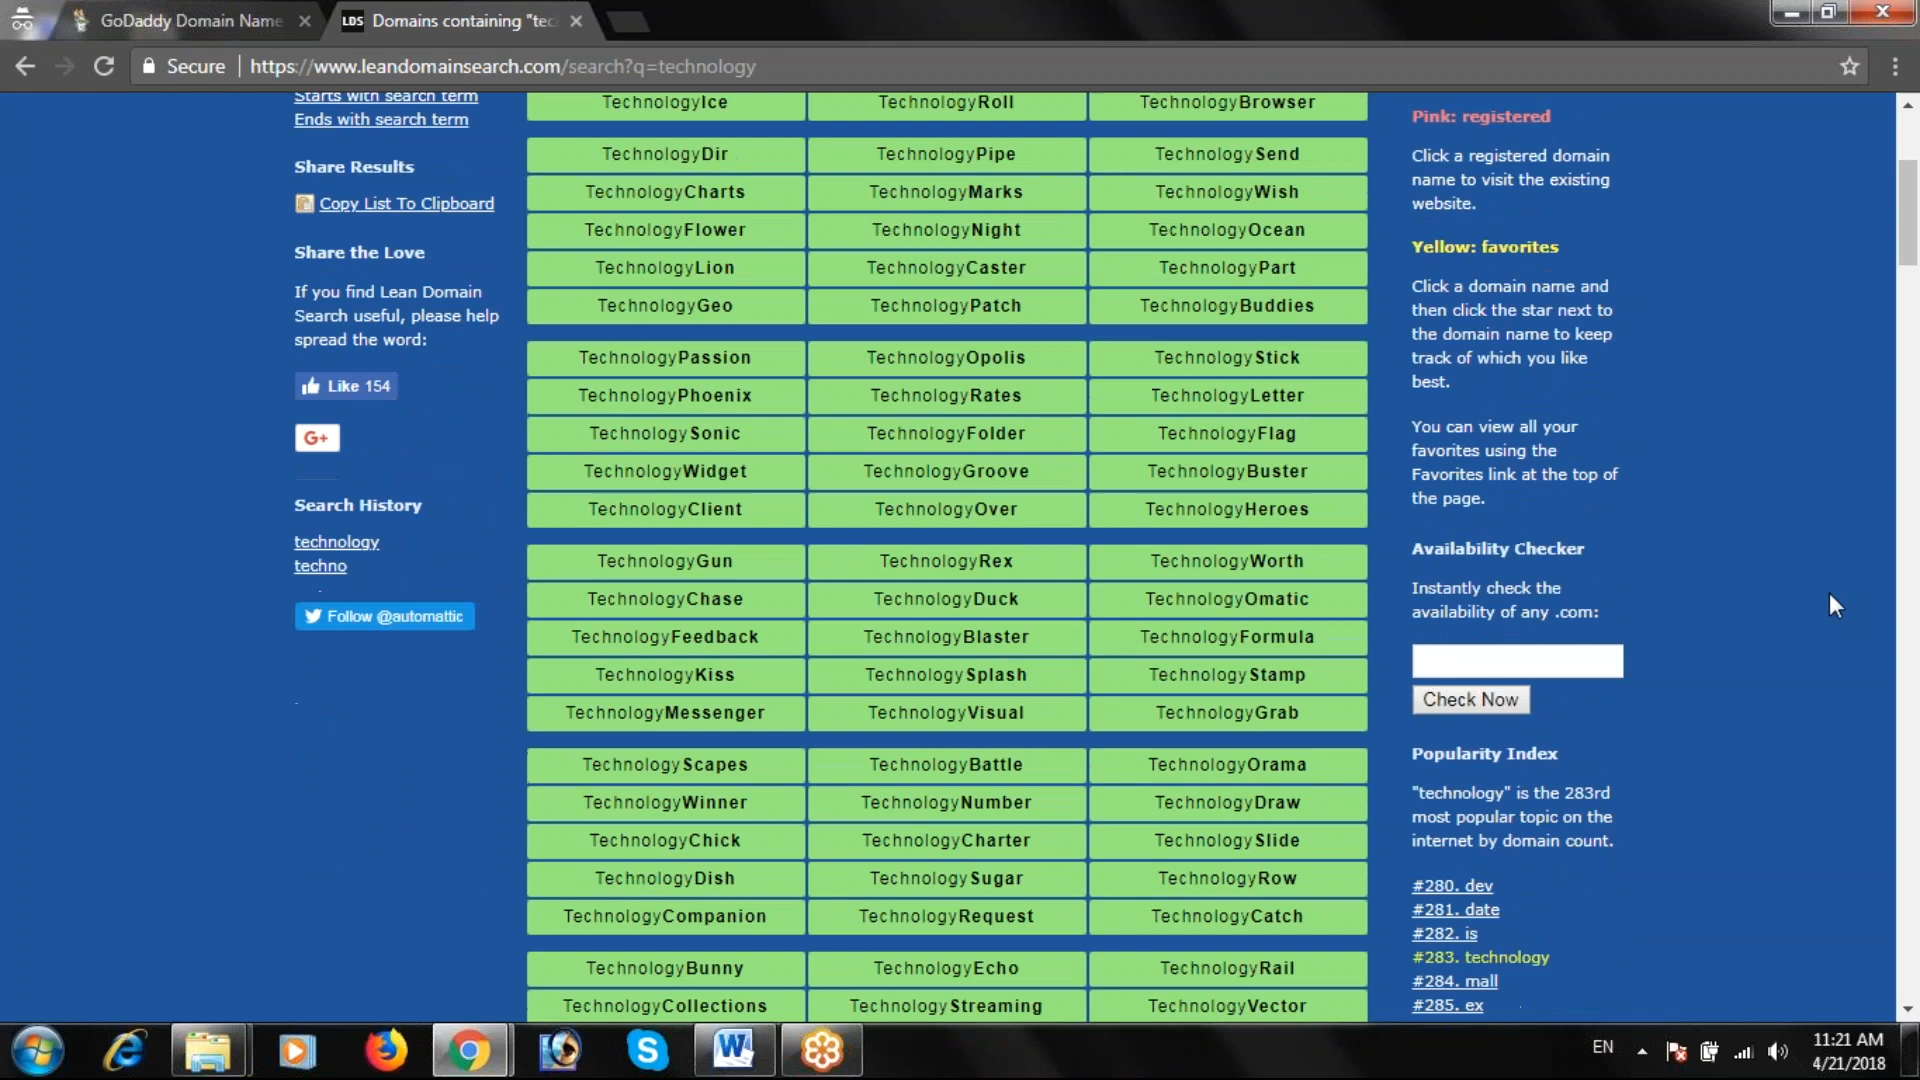 GoDaddy Domain Name
LDS Domains containing "tec
Secure | https://www.leandomainsearch.com/search?q=technology
Starts with search term
Ends with search term
Share Results
Copy List To Clipboard
Share the Love
If you find Lean Domain
Search useful, please help
spread the word:
Like 154
G+
Search History
technology
techno
Follow @automattic
TechnologyIce TechnologyRoll TechnologyBrowser
TechnologyDir TechnologyPipe TechnologySend
TechnologyCharts TechnologyMarks TechnologyWish
TechnologyFlower TechnologyNight TechnologyOcean
TechnologyLion TechnologyCaster TechnologyPart
TechnologyGeo TechnologyPatch TechnologyBuddies
TechnologyPassion TechnologyOpolis TechnologyStick
TechnologyPhoenix TechnologyRates TechnologyLetter
TechnologySonic TechnologyFolder TechnologyFlag
TechnologyWidget TechnologyGroove TechnologyBuster
TechnologyClient TechnologyOver TechnologyHeroes
TechnologyGun TechnologyRex TechnologyWorth
TechnologyChase TechnologyDuck TechnologyOmatic
TechnologyFeedback TechnologyBlaster TechnologyFormula
TechnologyKiss TechnologySplash TechnologyStamp
TechnologyMessenger TechnologyVisual TechnologyGrab
TechnologyScapes TechnologyBattle TechnologyOrama
TechnologyWinner TechnologyNumber TechnologyDraw
TechnologyChick TechnologyCharter TechnologySlide
TechnologyDish TechnologySugar TechnologyRow
TechnologyCompanion TechnologyRequest TechnologyCatch
TechnologyBunny TechnologyEcho TechnologyRail
TechnologyCollections TechnologyStreaming TechnologyVector
Pink: registered
Click a registered domain
name to visit the existing
website.
Yellow: favorites
Click a domain name and
then click the star next to
the domain name to keep
track of which you like
best.
You can view all your
favorites using the
Favorites link at the top of
the page.
Availability Checker
Instantly check the
availability of any .com:
Check Now
Popularity Index
"technology" is the 283rd
most popular topic on the
internet by domain count.
#280. dev
#281. date
#282. is
#283. technology
#284. mall
#285. ex
EN
11:21 AM
4/21/2018